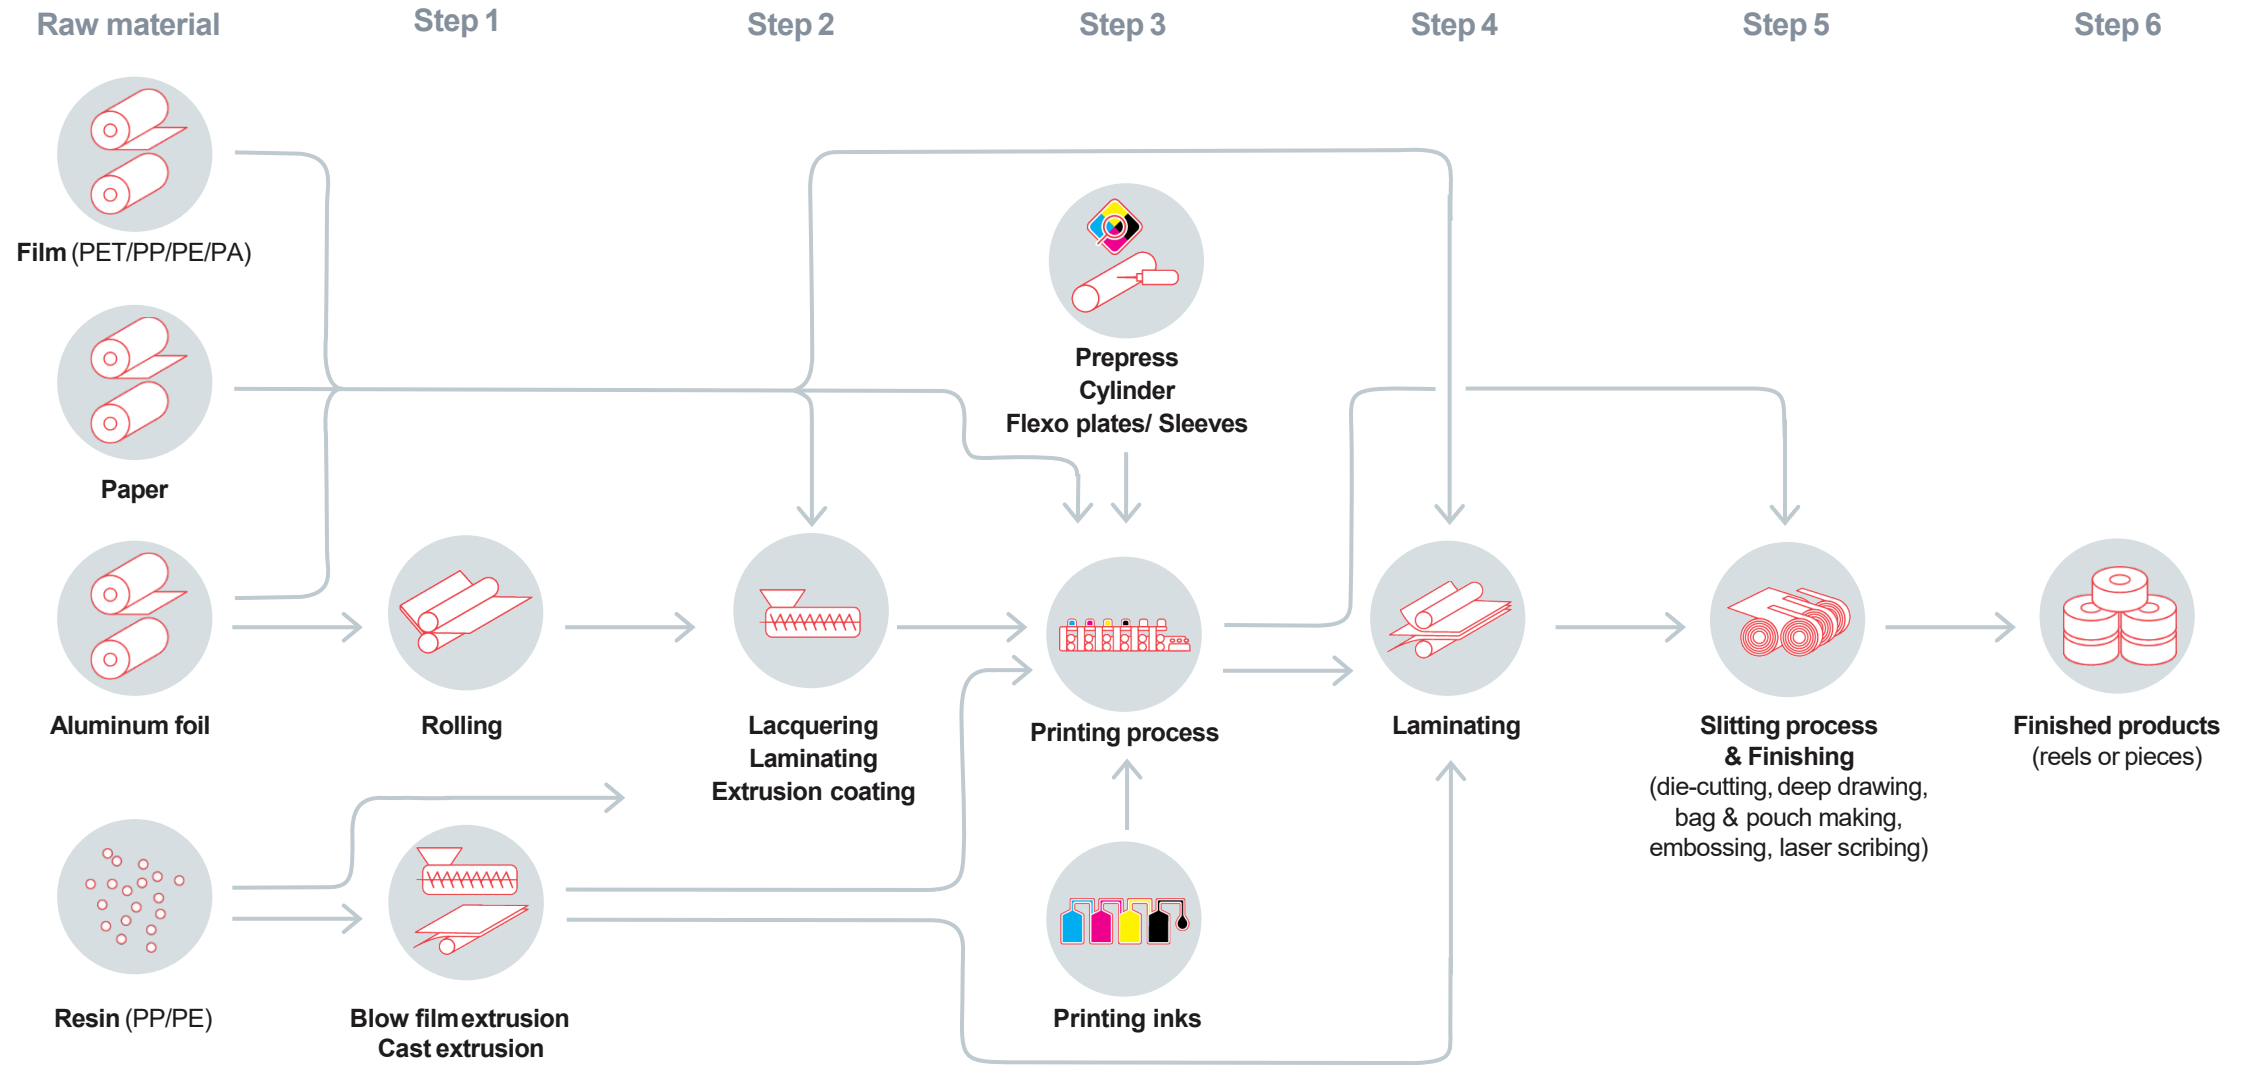 Raw material
Step 1
Step 2
Step 3
Step 4
Step 5
Step 6
Film (PET/PP/PE/PA)
Paper
Aluminum foil
Resin (PP/PE)
Rolling
Blow film extrusion
Cast extrusion
Lacquering
Laminating
Extrusion coating
Prepress
Cylinder
Flexo plates/ Sleeves
Printing process
Printing inks
Laminating
Slitting process
& Finishing
(die-cutting, deep drawing,
bag & pouch making,
embossing, laser scribing)
Finished products
(reels or pieces)